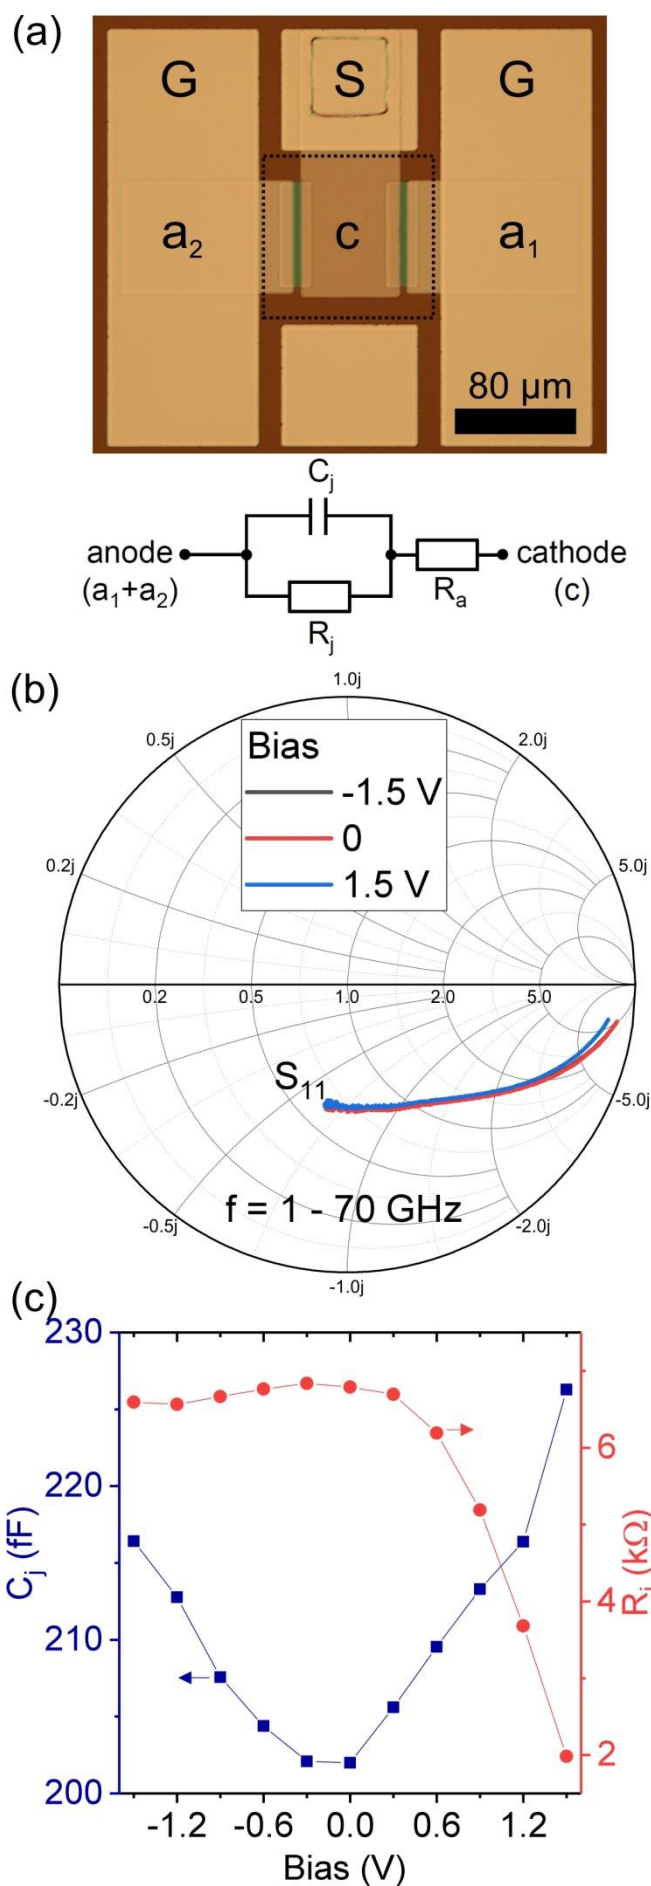 (a)
G S G
a2 c a1
80 µm
Cj
anode cathode
(a1+a2) (c)
Ra
Rj
(b)
1.0j
0.5j 2.0j
Bias
-1.5 V
0
1.5 V
0.2j 5.0j
0.2 0.5 1.0 2.0 5.0
S11
-0.2j -5.0j
f = 1 - 70 GHz
-0.5j -2.0j
-1.0j
(c)
230
220
210
200
Cj (fF)
6
4
2
Rj (kΩ)
-1.2 -0.6 0.0 0.6 1.2
Bias (V)